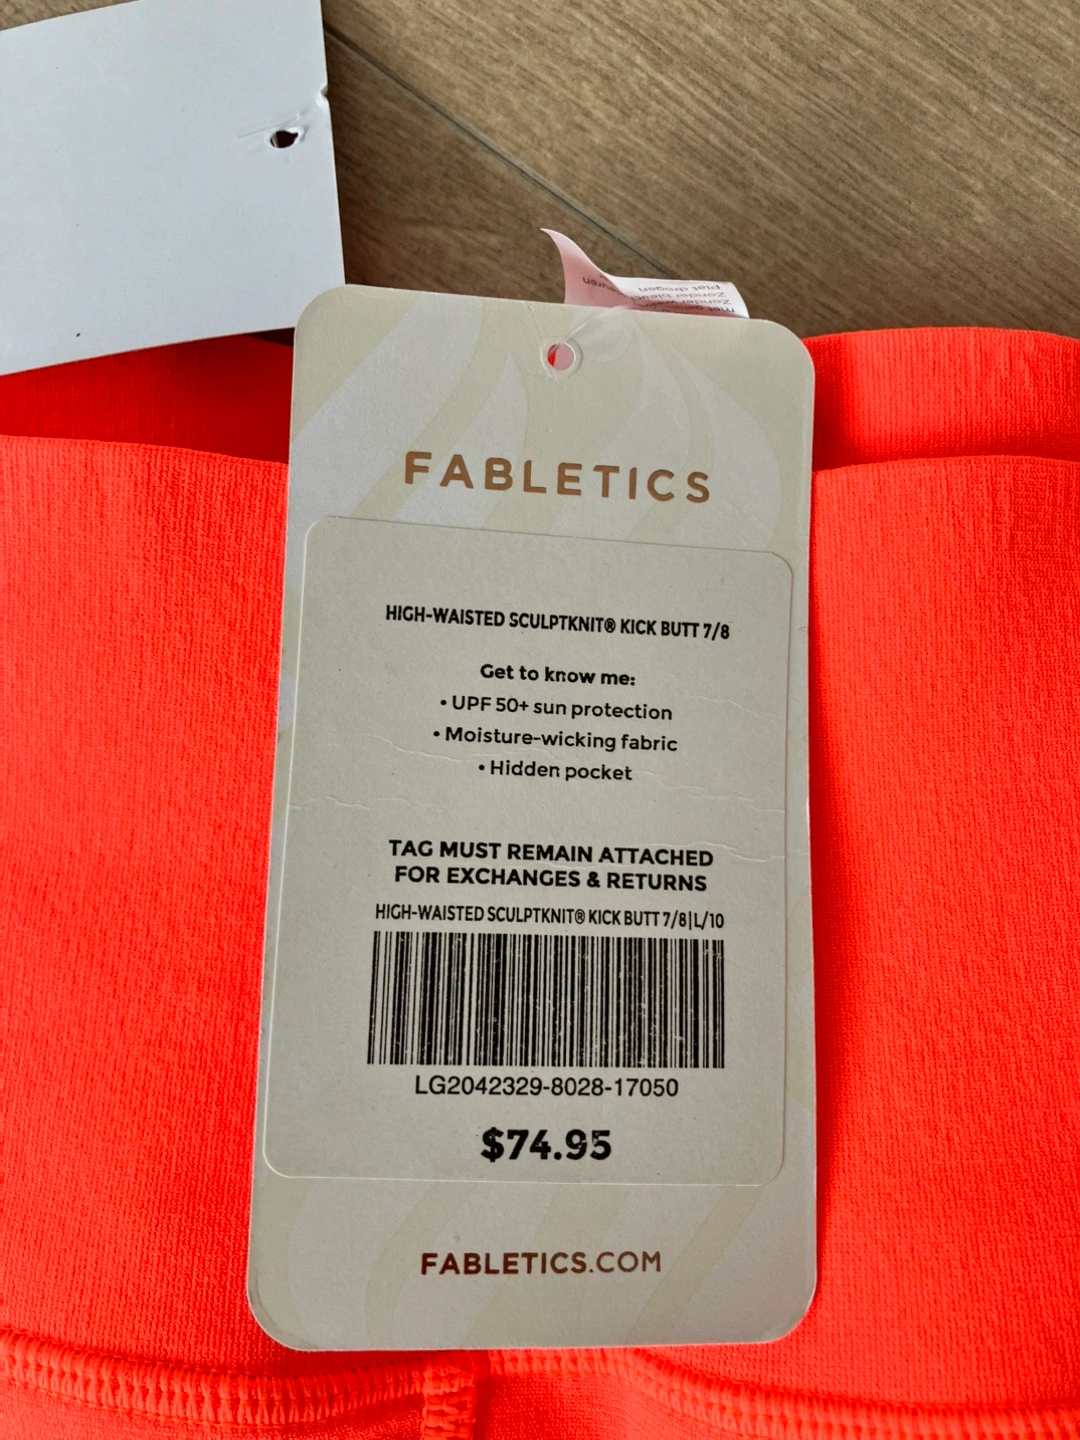 Plat drogen
FABLETICS
HIGH-WAISTED SCULPTKNIT® KICK BUTT 7/8
Get to know me:
• UPF 50+ sun protection
• Moisture-wicking fabric
• Hidden pocket
TAG MUST REMAIN ATTACHED
FOR EXCHANGES & RETURNS
HIGH-WAISTED SCULPTKNIT® KICK BUTT 7/8|L/10
LG2042329-8028-17050
$74.95
FABLETICS.COM